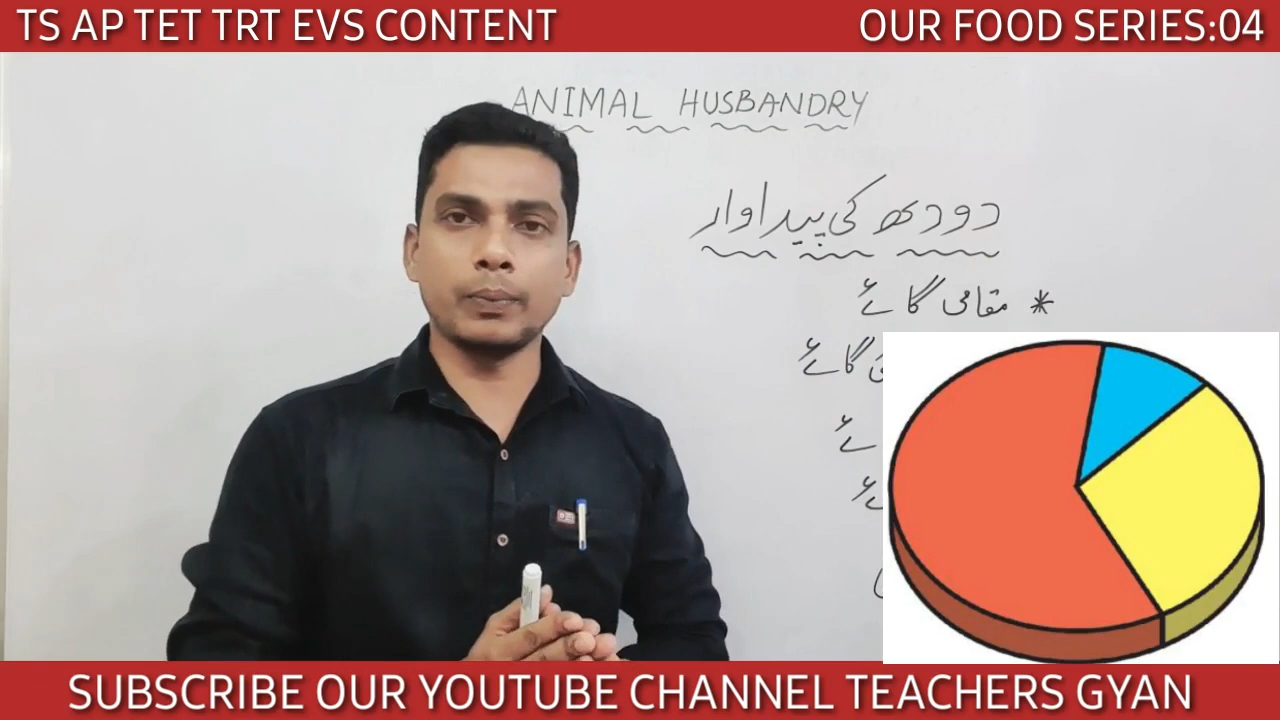 TS AP TET TRT EVS CONTENT
OUR FOOD SERIES:04
ANIMAL HUSBANDRY
دودھ کی پیداوار
* مقامی گائے
گائے
SUBSCRIBE OUR YOUTUBE CHANNEL TEACHERS GYAN